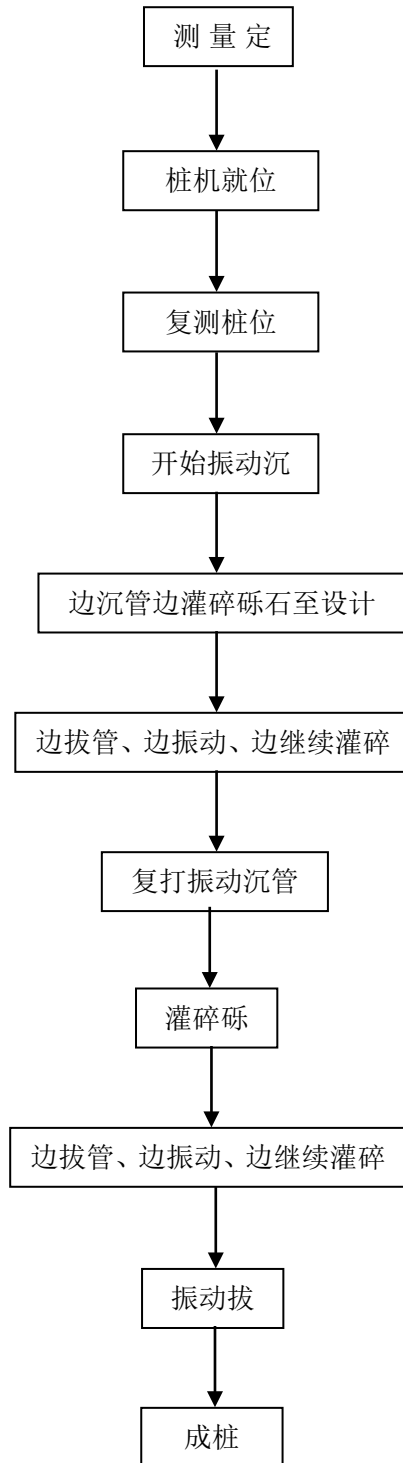 测 量 定
桩机就位
复测桩位
开始振动沉
边沉管边灌碎砾石至设计
边拔管、边振动、边继续灌碎
复打振动沉管
灌碎砾
边拔管、边振动、边继续灌碎
振动拔
成桩